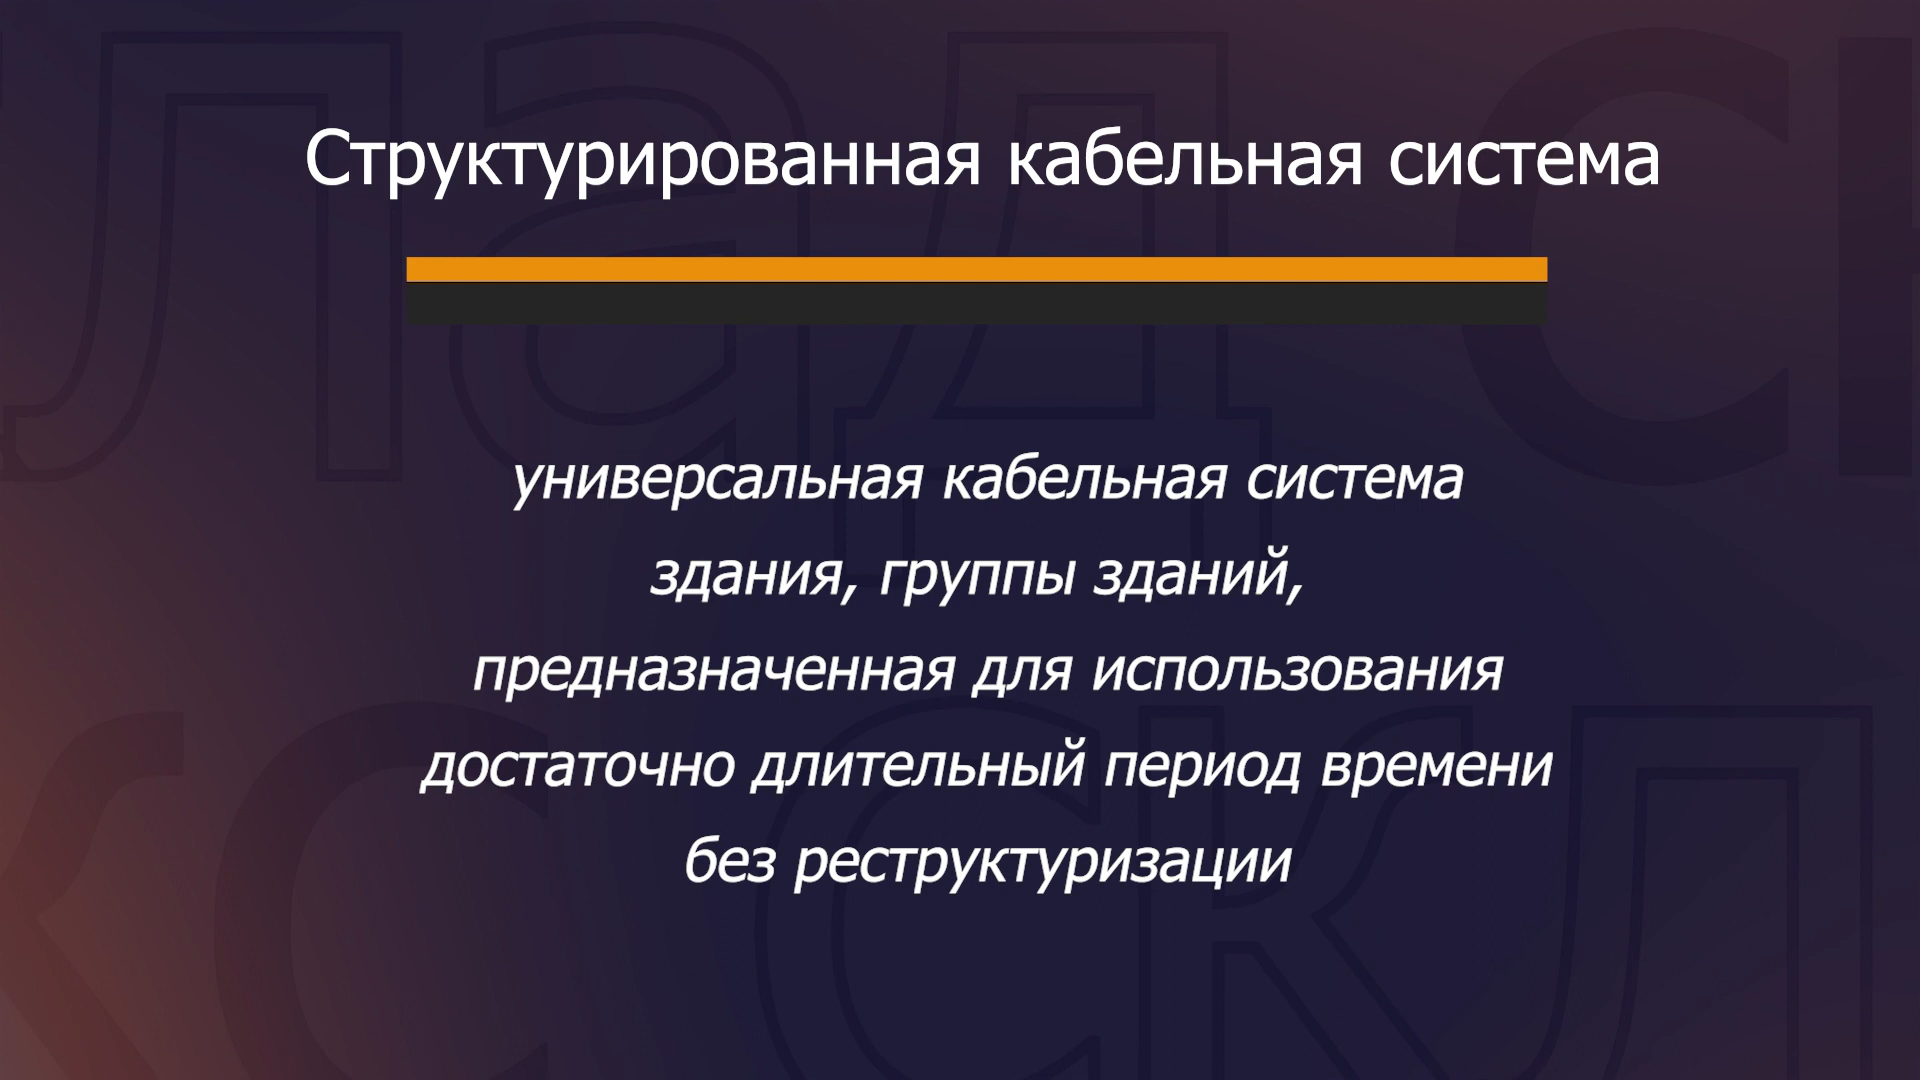 Структурированная кабельная система
универсальная кабельная система
здания, группы зданий,
предназначенная для использования
достаточно длительный период времени
без реструктуризации